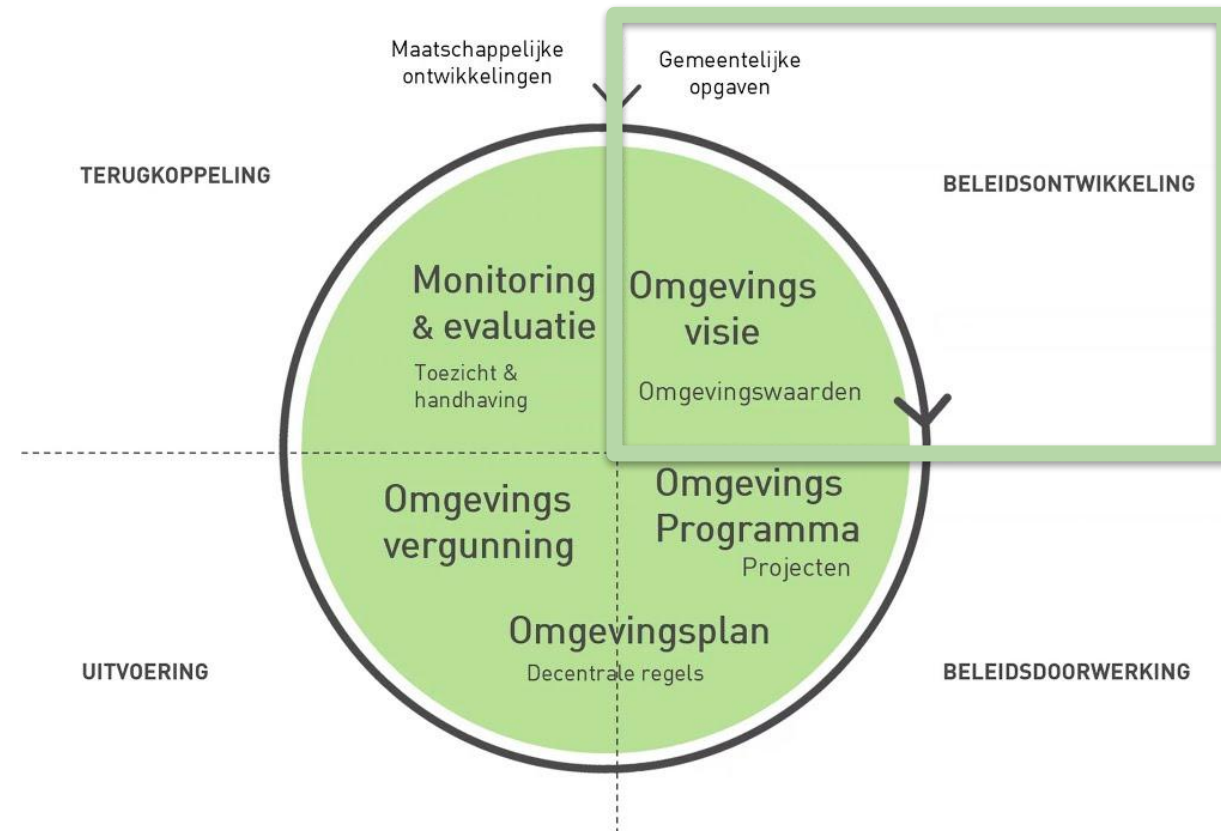 Maatschappelijke
ontwikkelingen
Gemeentelijke
opgaven
TERUGKOPPELING
BELEIDSONTWIKKELING
Monitoring
& evaluatie
Toezicht &
handhaving
Omgevings
visie
Omgevingswaarden
Omgevings
vergunning
Omgevings
Programma
Projecten
Omgevingsplan
Decentrale regels
UITVOERING
BELEIDSDOORWERKING